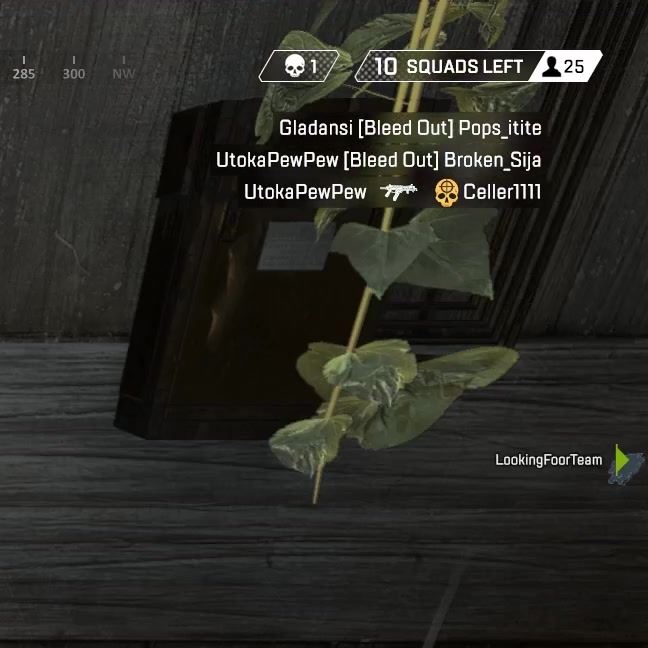 285 300 NW
1 10 SQUADS LEFT 25
Gladansi [Bleed Out] Pops_itite
UtokaPewPew [Bleed Out] Broken_Sija
UtokaPewPew Celler1111
LookingFoorTeam